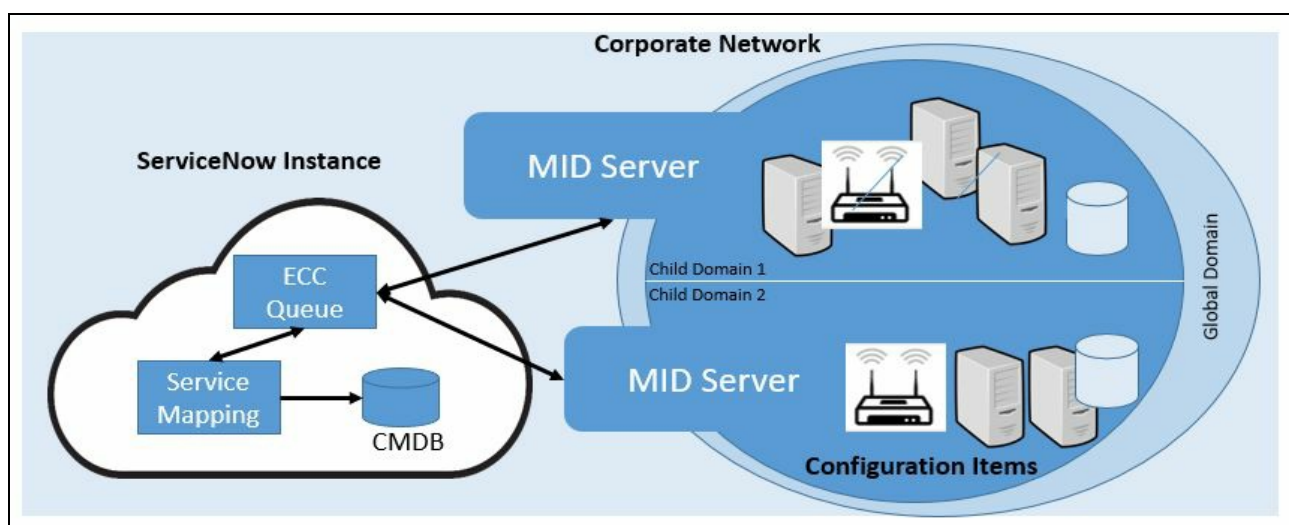 Corporate Network
ServiceNow Instance
MID Server
ECC
Queue
Service
Mapping
CMDB
Child Domain 1
Child Domain 2
MID Server
Configuration Items
Global Domain